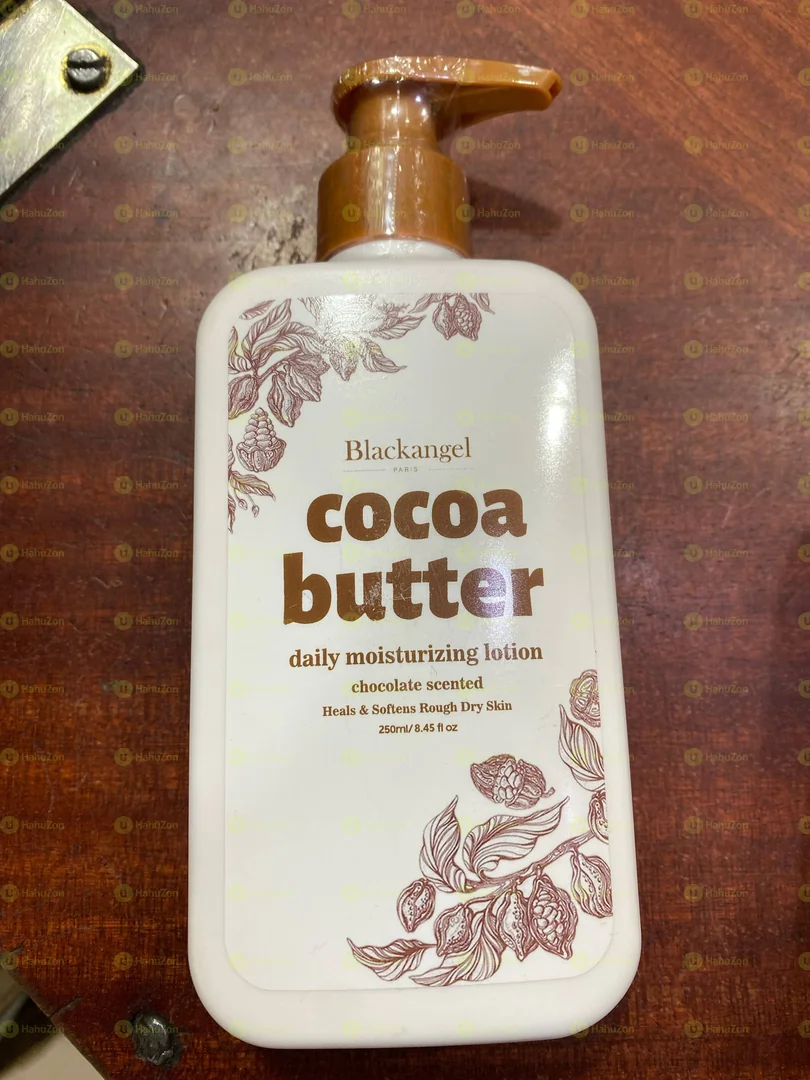 Blackangel
PARIS
cocoa
butter
daily moisturizing lotion
chocolate scented
Heals & Softens Rough Dry Skin
250ml/ 8.45 fl oz
HahuZon